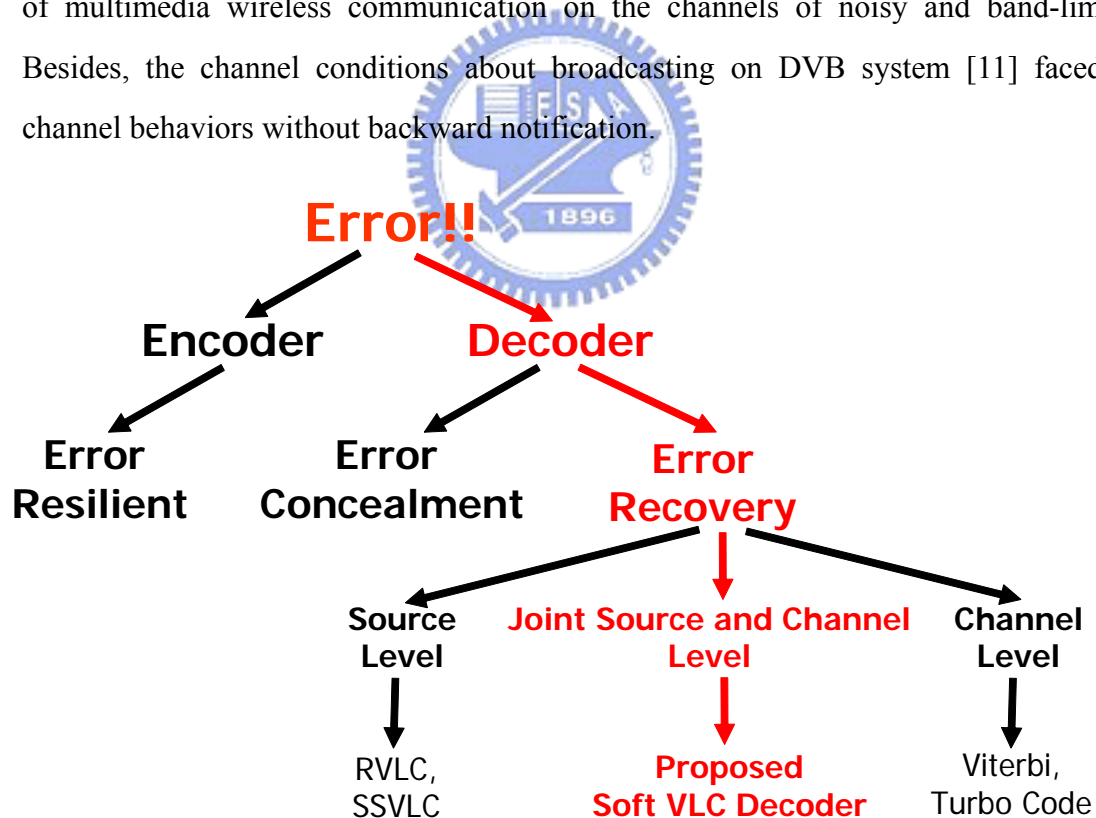 of multimedia wireless communication on the channels of noisy and band-lim
Besides, the channel conditions about broadcasting on DVB system [11] faced
channel behaviors without backward notification.
ESA
1896
Error!!
Encoder Decoder
Error Error Error
Resilient Concealment Recovery
Source Joint Source and Channel Channel
Level Level Level
RVLC, Proposed Viterbi,
SSVLC Soft VLC Decoder Turbo Code